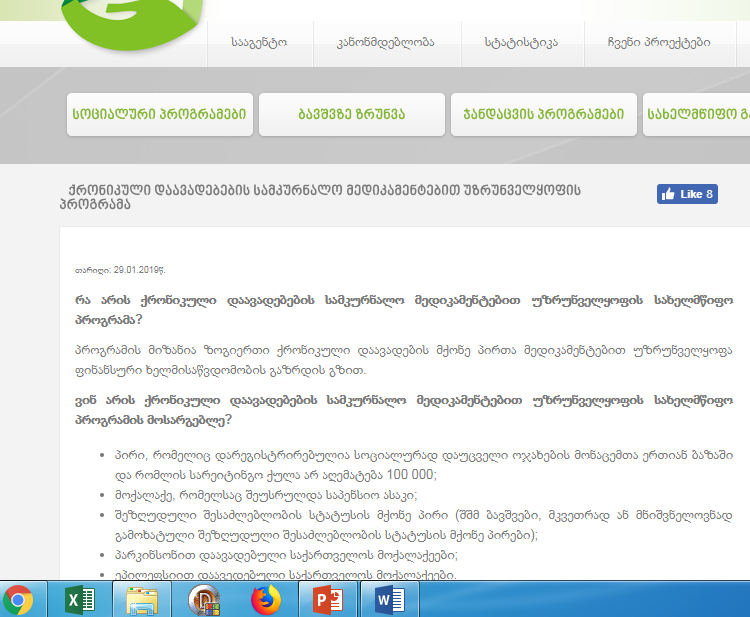 სააგენტო კანონმდებლობა სტატისტიკა ჩვენი პროექტები
სოციალური პროგრამები ბავშვზე ზრუნვა ჯანდაცვის პროგრამები სახელმწიფო
ქრონიკული დაავადებების სამკურნალო მედიკამენტებით უზრუნველყოფის
პროგრამა
Like 8
თარიღი: 29.01.2019წ.
რა არის ქრონიკული დაავადებების სამკურნალო მედიკამენტებით უზრუნველყოფის სახელმწიფო
პროგრამა?
პროგრამის მიზანია ზოგიერთი ქრონიკული დაავადების მქონე პირთა მედიკამენტებით უზრუნველყოფა
ფინანსური ხელმისაწვდომობის გაზრდის გზით.
ვინ არის ქრონიკული დაავადებების სამკურნალო მედიკამენტებით უზრუნველყოფის სახელმწიფო
პროგრამის მოსარგებლე?
• პირი, რომელიც დარეგისტრირებულია სოციალურად დაუცველი ოჯახების მონაცემთა ერთიან ბაზაში
და რომლის სარეიტინგო ქულა არ აღემატება 100 000;
• მოქალაქე, რომელსაც შეუსრულდა საპენსიო ასაკი;
• შეზღუდული შესაძლებლობის სტატუსის მქონე პირი (შშმ ბავშვები, მკვეთრად ან მნიშვნელოვნად
გამოხატული შეზღუდული შესაძლებლობის სტატუსის მქონე პირები);
• პარკინსონით დაავადებული საქართველოს მოქალაქეები;
• ეპილეფსიით დაავედებული საქართველოს მოქალაქეები.